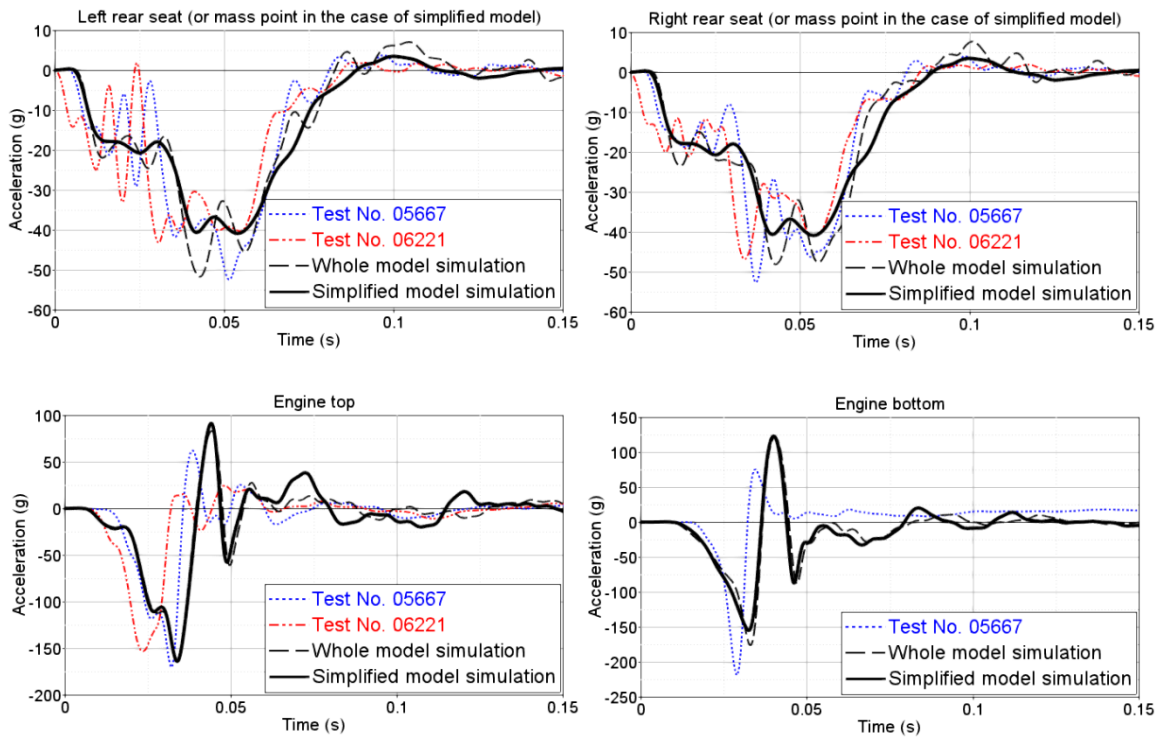 Left rear seat (or mass point in the case of simplified model)
10
0
-10
-20
-30
-40
-50
-60
Acceleration (g)
0
0.05
0.1
0.15
Time (s)
Test No. 05667
Test No. 06221
Whole model simulation
Simplified model simulation
Right rear seat (or mass point in the case of simplified model)
10
0
-10
-20
-30
-40
-50
-60
Acceleration (g)
0
0.05
0.1
0.15
Time (s)
Test No. 05667
Test No. 06221
Whole model simulation
Simplified model simulation
Engine top
100
50
0
-50
-100
-150
-200
Acceleration (g)
0
0.05
0.1
0.15
Time (s)
Test No. 05667
Test No. 06221
Whole model simulation
Simplified model simulation
Engine bottom
150
100
50
0
-50
-100
-150
-200
-250
Acceleration (g)
0
0.05
0.1
0.15
Time (s)
Test No. 05667
Whole model simulation
Simplified model simulation